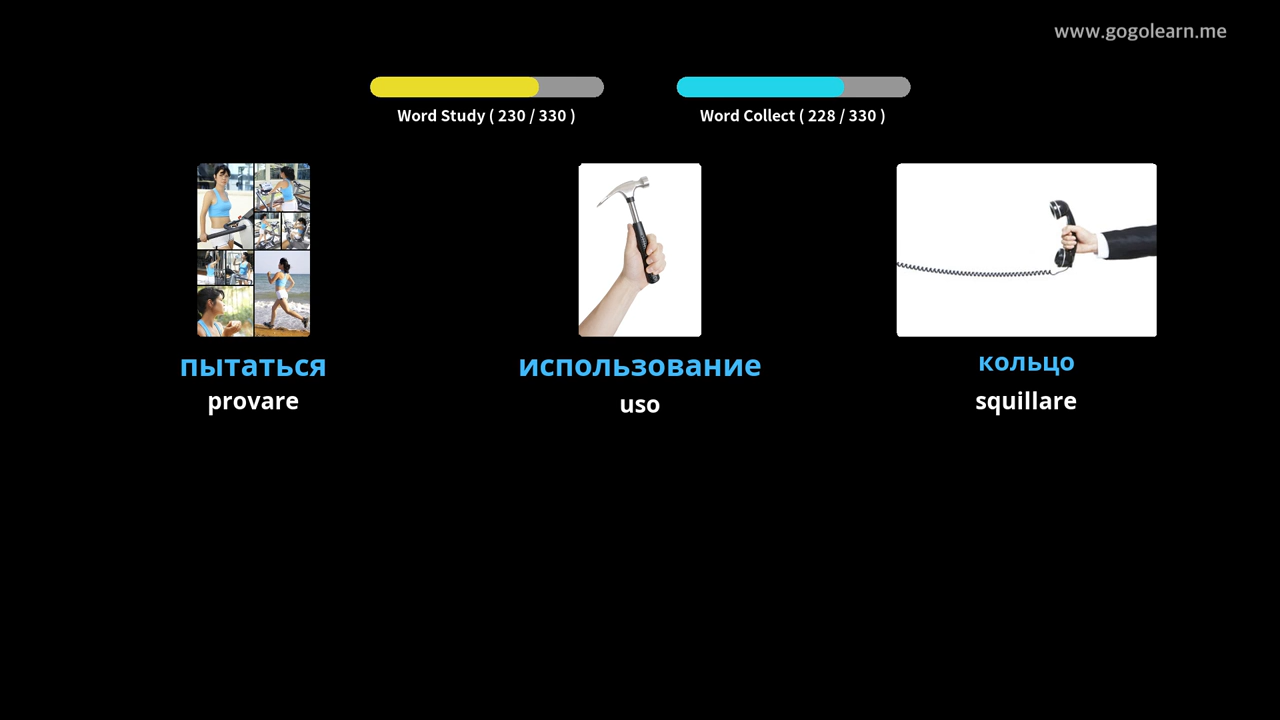 www.gogolearn.me
Word Study ( 230 / 330 )
Word Collect ( 228 / 330 )
пытаться
provare
использование
uso
кольцо
squillare